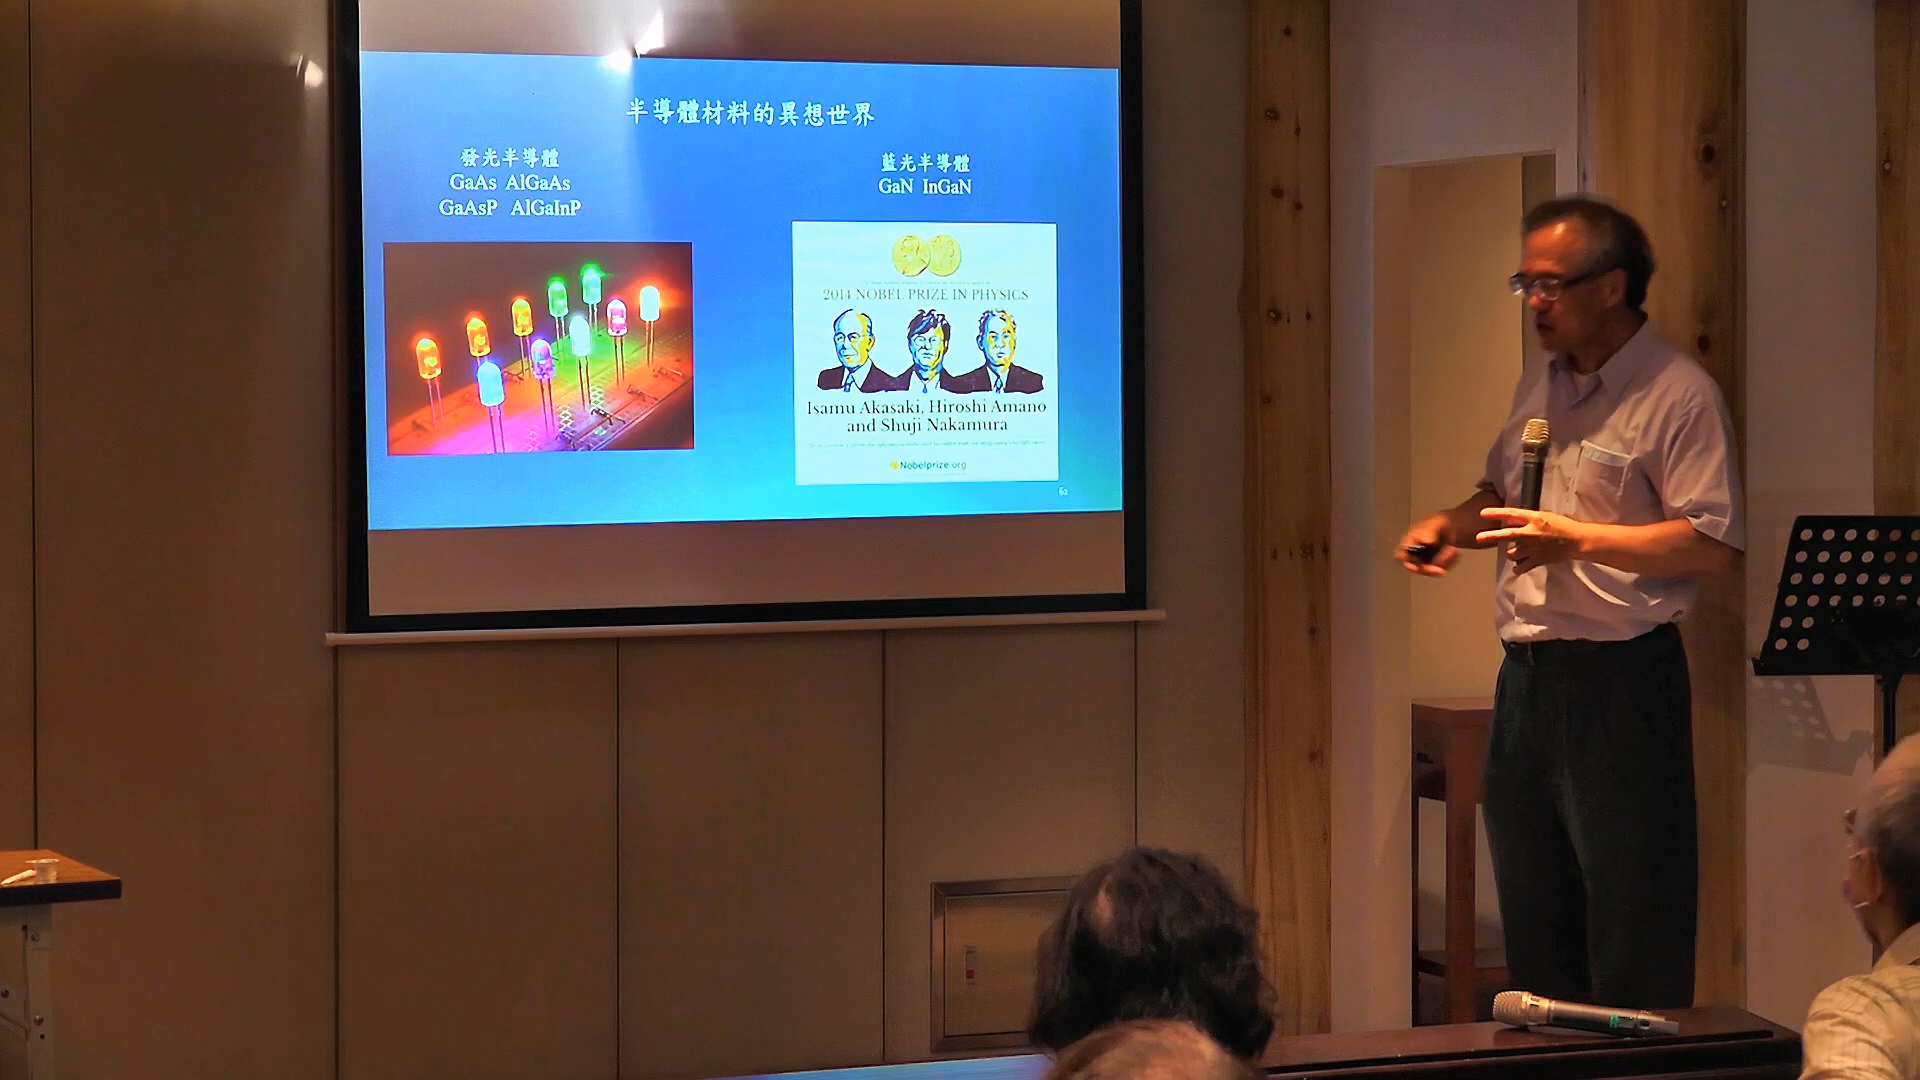 半導體材料的異想世界
發光半導體
GaAs AlGaAs
GaAsP AlGaInP
藍光半導體
GaN InGaN
2014 NOBEL PRIZE IN PHYSICS
Isamu Akasaki, Hiroshi Amano
and Shuji Nakamura
Nobelprize.org